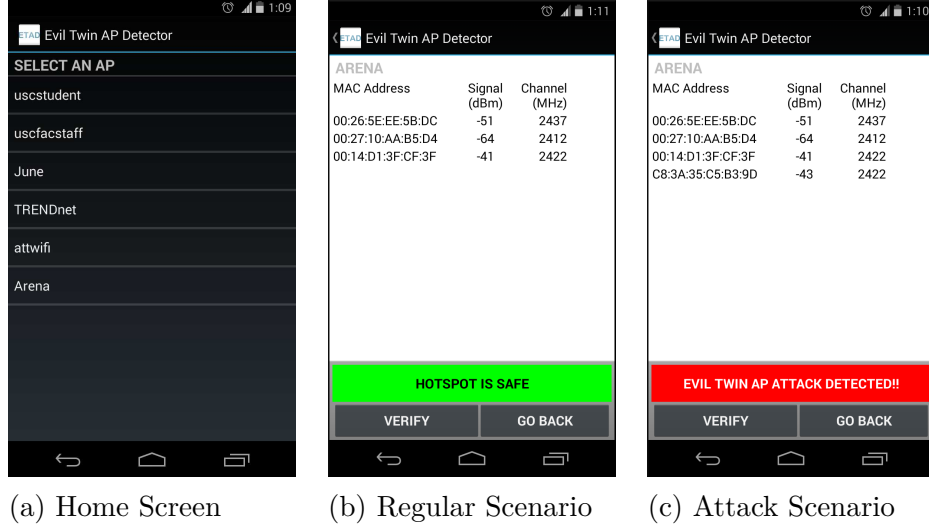 1:09
ETAD Evil Twin AP Detector
SELECT AN AP
uscstudent
uscfacstaff
June
TRENDnet
attwifi
Arena
(a) Home Screen
1:11
ETAD Evil Twin AP Detector
ARENA
MAC Address Signal (dBm) Channel (MHz)
00:26:5E:EE:5B:DC -51 2437
00:27:10:AA:B5:D4 -64 2412
00:14:D1:3F:CF:3F -41 2422
HOTSPOT IS SAFE
VERIFY GO BACK
(b) Regular Scenario
1:10
ETAD Evil Twin AP Detector
ARENA
MAC Address Signal (dBm) Channel (MHz)
00:26:5E:EE:5B:DC -51 2437
00:27:10:AA:B5:D4 -64 2412
00:14:D1:3F:CF:3F -41 2422
C8:3A:35:C5:B3:9D -43 2422
EVIL TWIN AP ATTACK DETECTED!!
VERIFY GO BACK
(c) Attack Scenario